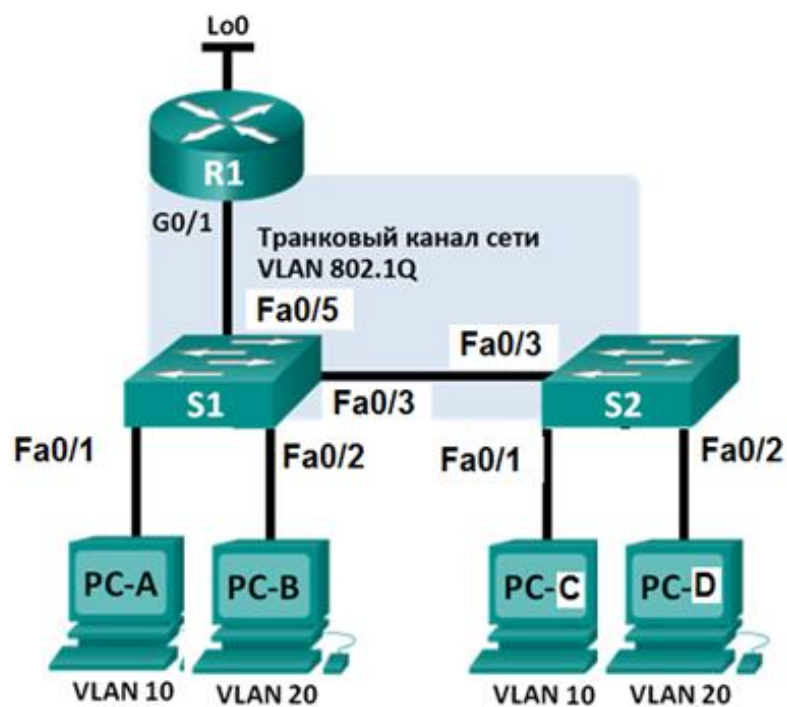 Lo0
R1
G0/1
Транковый канал сети
VLAN 802.1Q
Fa0/5
Fa0/3
S1
Fa0/3
S2
Fa0/1
Fa0/2
Fa0/1
Fa0/2
PC-A
PC-B
PC-C
PC-D
VLAN 10
VLAN 20
VLAN 10
VLAN 20